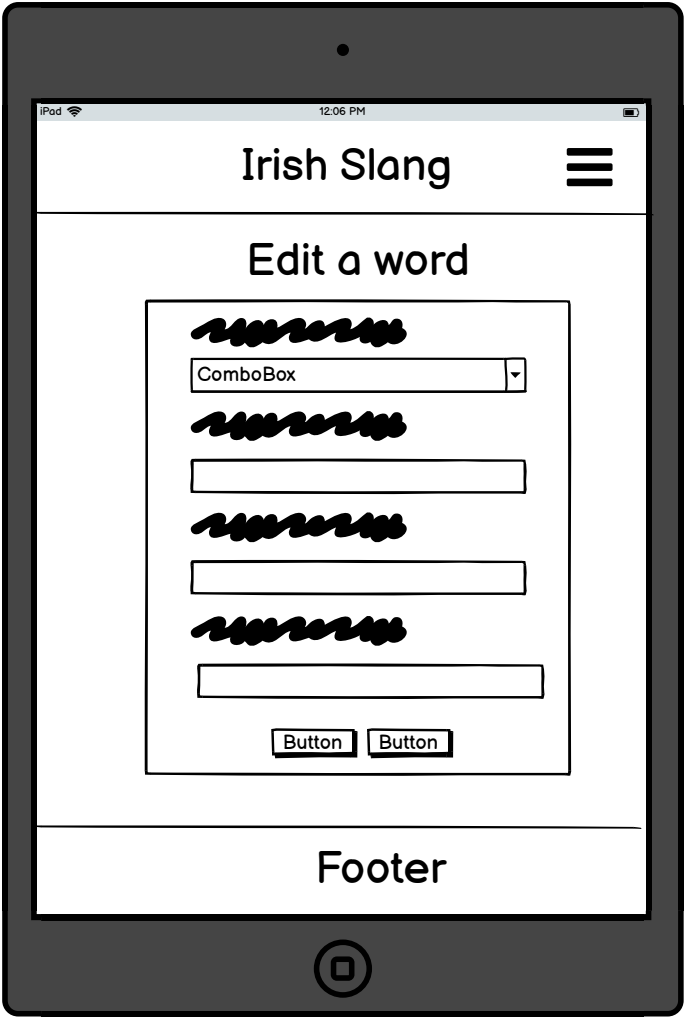 iPad 12:06 PM
Irish Slang
Edit a word
ComboBox
Button Button
Footer